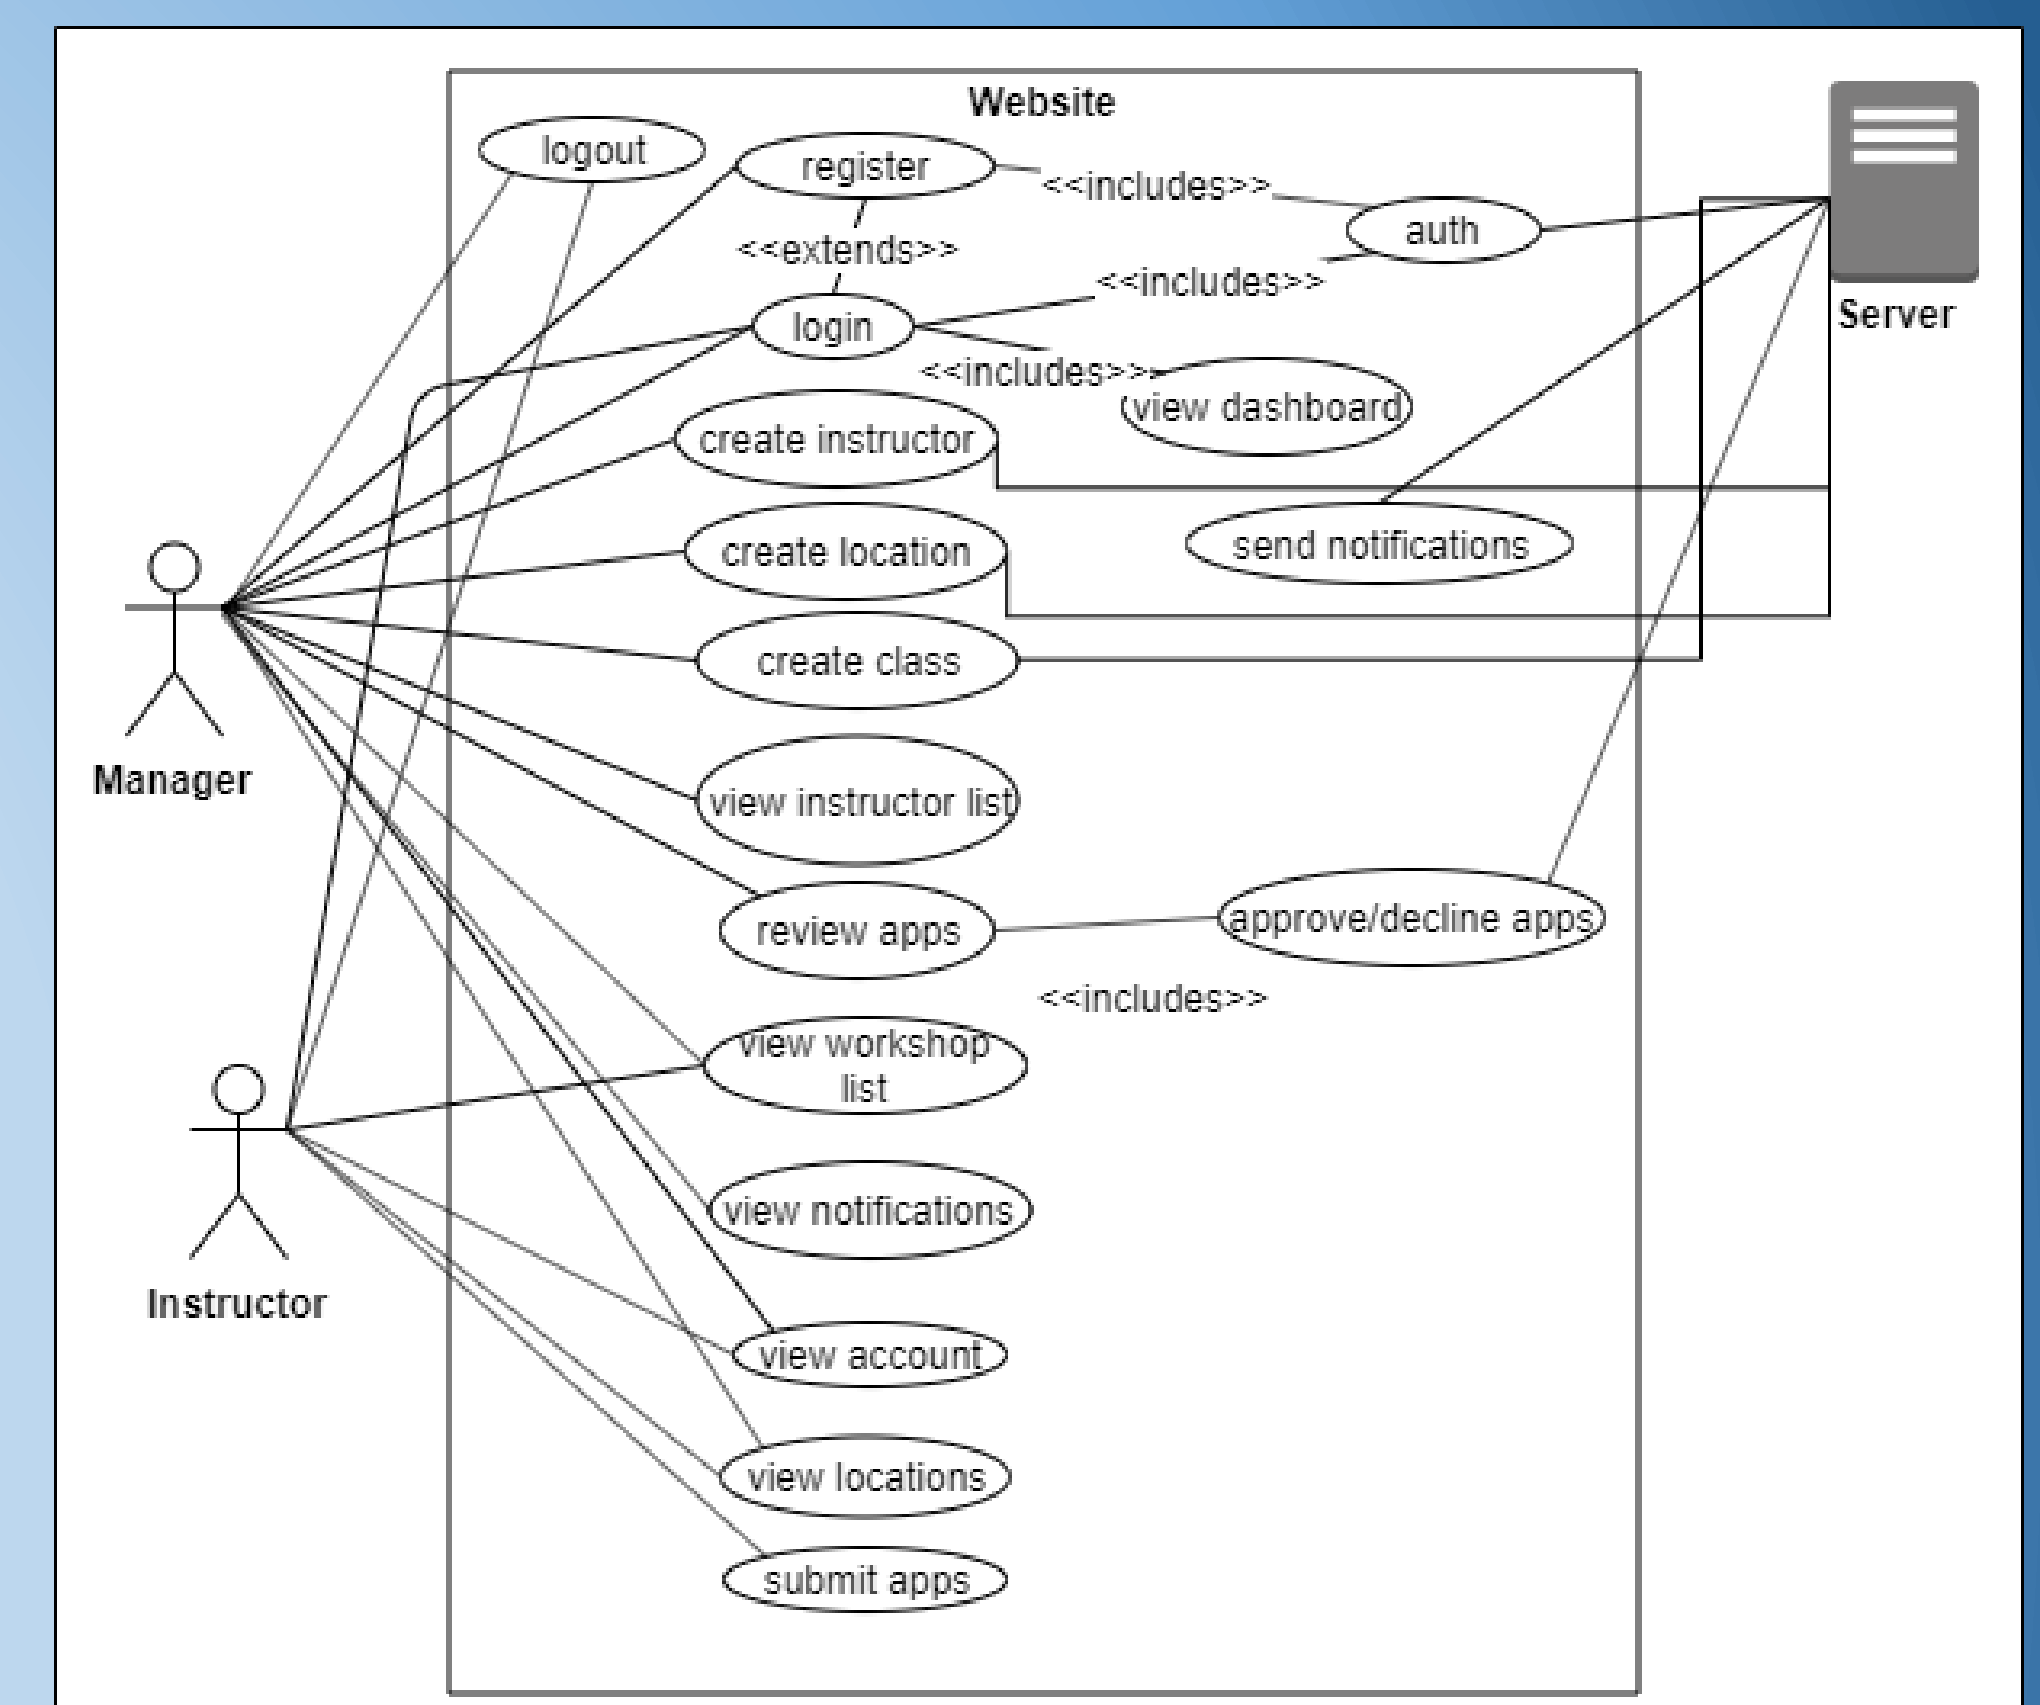 Website
logout
register
<<includes>>
auth
<<extends>>
<<includes>>
Server
login
<<includes>>
view dashboard
create instructor
create location
send notifications
create class
Manager
view instructor list
review apps
approve/decline apps
<<includes>>
view workshop
list
view notifications
Instructor
view account
view locations
submit apps